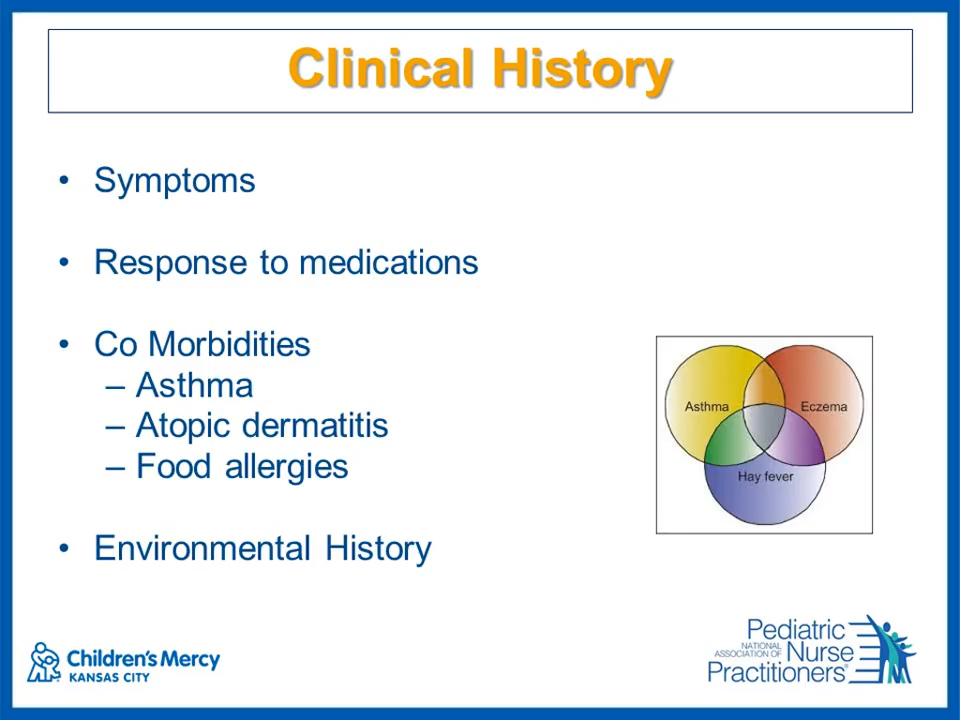 Clinical History
• Symptoms
• Response to medications
• Co Morbidities
– Asthma
– Atopic dermatitis
– Food allergies
• Environmental History
Asthma
Eczema
Hay fever
Children's Mercy
KANSAS CITY
Pediatric
NATIONAL
ASSOCIATION OF
Nurse
Practitioners®